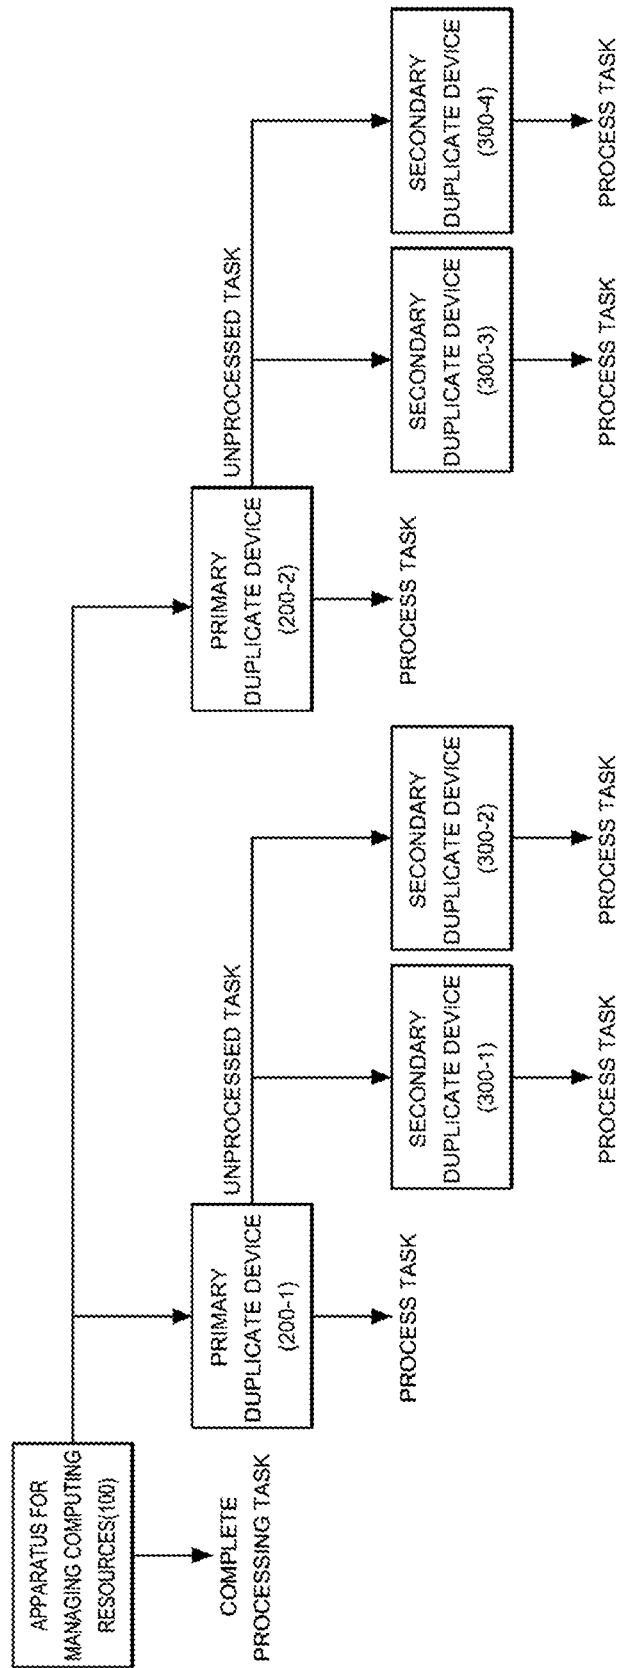 APPARATUS FOR
MANAGING COMPUTING
RESOURCES(100)
COMPLETE
PROCESSING TASK
PRIMARY
DUPLICATE DEVICE
(200-1)
PROCESS TASK
UNPROCESSED TASK
SECONDARY
DUPLICATE DEVICE
(300-1)
PROCESS TASK
SECONDARY
DUPLICATE DEVICE
(300-2)
PROCESS TASK
PRIMARY
DUPLICATE DEVICE
(200-2)
PROCESS TASK
UNPROCESSED TASK
SECONDARY
DUPLICATE DEVICE
(300-3)
PROCESS TASK
SECONDARY
DUPLICATE DEVICE
(300-4)
PROCESS TASK